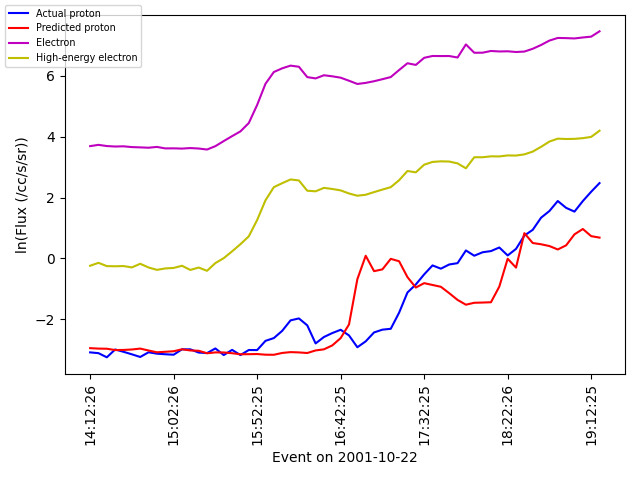 Actual proton
Predicted proton
Electron
High-energy electron
ln(Flux (/cc/s/sr))
6
4
2
0
−2
14:12:26
15:02:26
15:52:25
16:42:25
17:32:25
18:22:26
19:12:25
Event on 2001-10-22